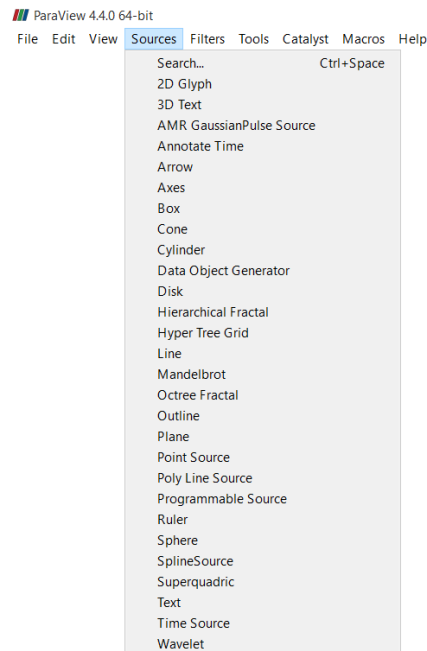 ParaView 4.4.0 64-bit
File Edit View Sources Filters Tools Catalyst Macros Help
Search... Ctrl+Space
2D Glyph
3D Text
AMR GaussianPulse Source
Annotate Time
Arrow
Axes
Box
Cone
Cylinder
Data Object Generator
Disk
Hierarchical Fractal
Hyper Tree Grid
Line
Mandelbrot
Octree Fractal
Outline
Plane
Point Source
Poly Line Source
Programmable Source
Ruler
Sphere
SplineSource
Superquadric
Text
Time Source
Wavelet